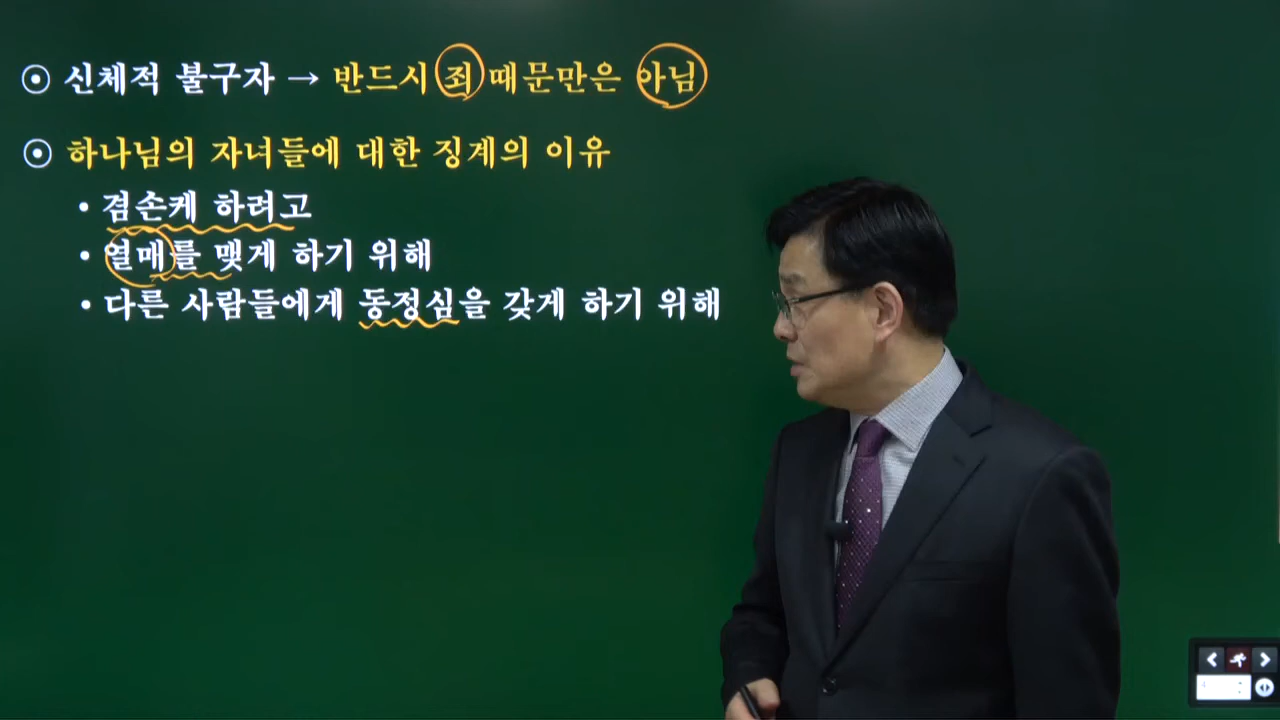 ⊙ 신체적 불구자 → 반드시 죄 때문만은 아님
⊙ 하나님의 자녀들에 대한 징계의 이유
• 겸손케 하려고
• 열매를 맺게 하기 위해
• 다른 사람들에게 동정심을 갖게 하기 위해